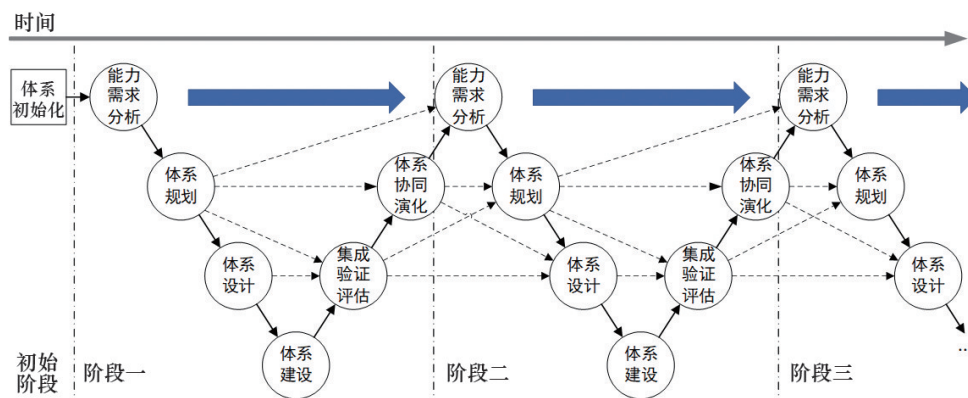 时间
体系
初始化
能力
需求
分析
体系
规划
体系
设计
体系
建设
集成
验证
评估
体系
协同
演化
能力
需求
分析
体系
规划
体系
设计
体系
建设
集成
验证
评估
体系
协同
演化
能力
需求
分析
体系
规划
体系
设计
..
初始
阶段
阶段一
阶段二
阶段三